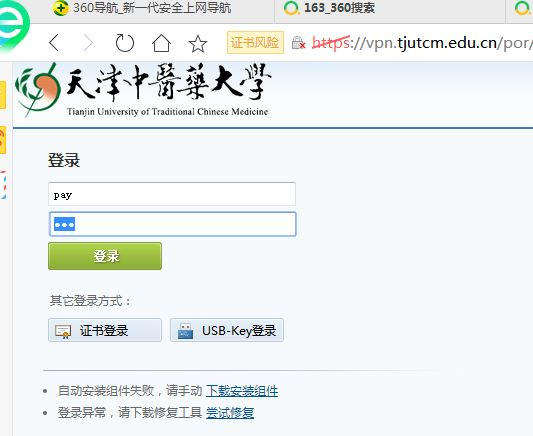 360导航_新一代安全上网导航
163_360搜索
证书风险
https://vpn.tjutcm.edu.cn/por/
天津中醫藥大學
Tianjin University of Traditional Chinese Medicine
登录
pay
•••
登录
其它登录方式：
证书登录
USB-Key登录
自动安装组件失败，请手动 下载安装组件
登录异常，请下载修复工具 尝试修复